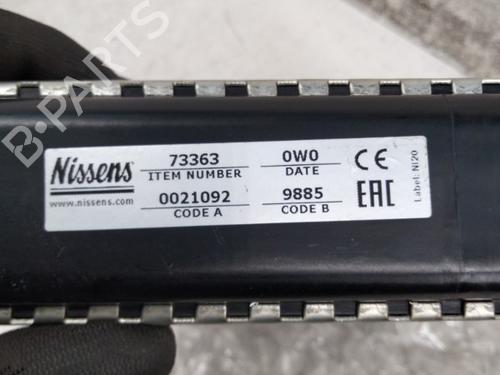 B-PARTS
Nissens
www.nissens.com
73363
ITEM NUMBER
0W0
DATE
0021092
CODE A
9885
CODE B
CE
EAC
Label: NI20